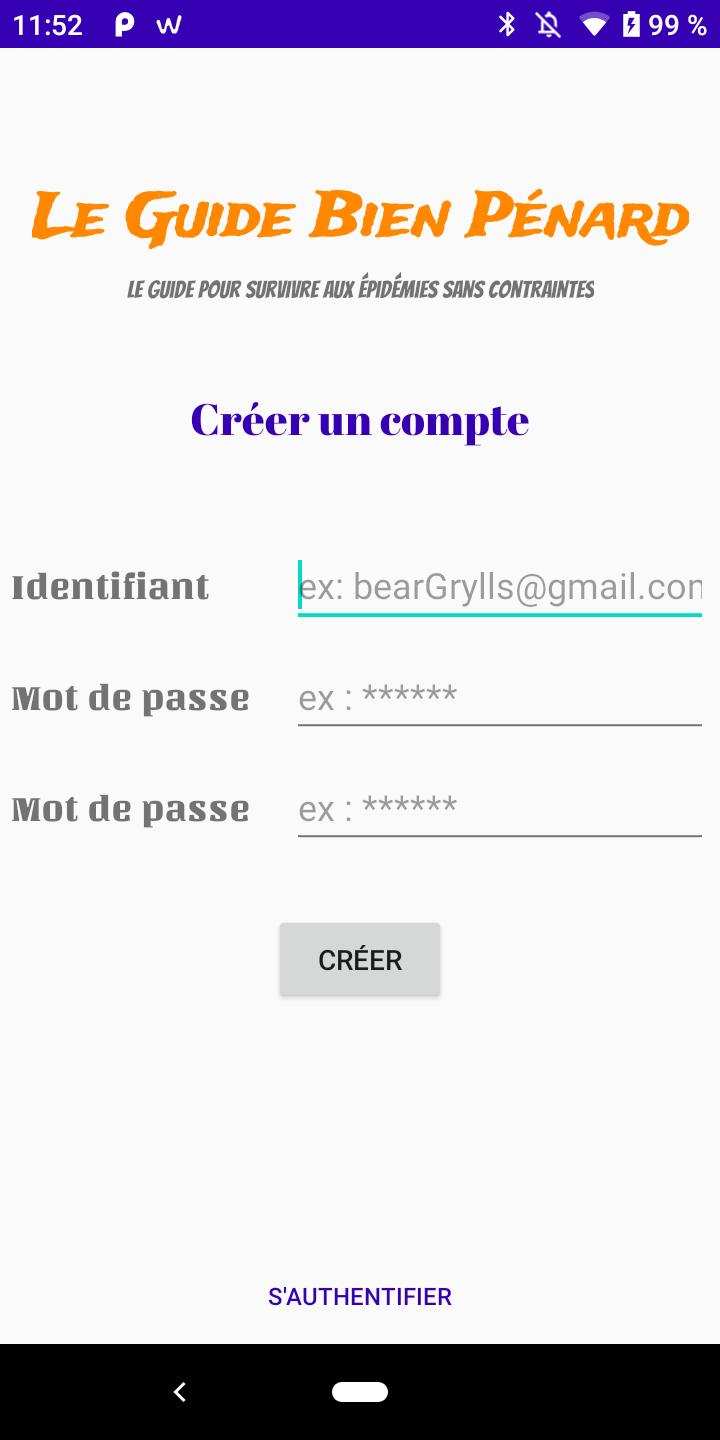 11:52 99 %
Le Guide Bien Pénard
LE GUIDE POUR SURVIVRE AUX ÉPIDÉMIES SANS CONTRAINTES
Créer un compte
Identifiant ex: bearGrylls@gmail.com
Mot de passe ex : ******
Mot de passe ex : ******
CRÉER
S'AUTHENTIFIER